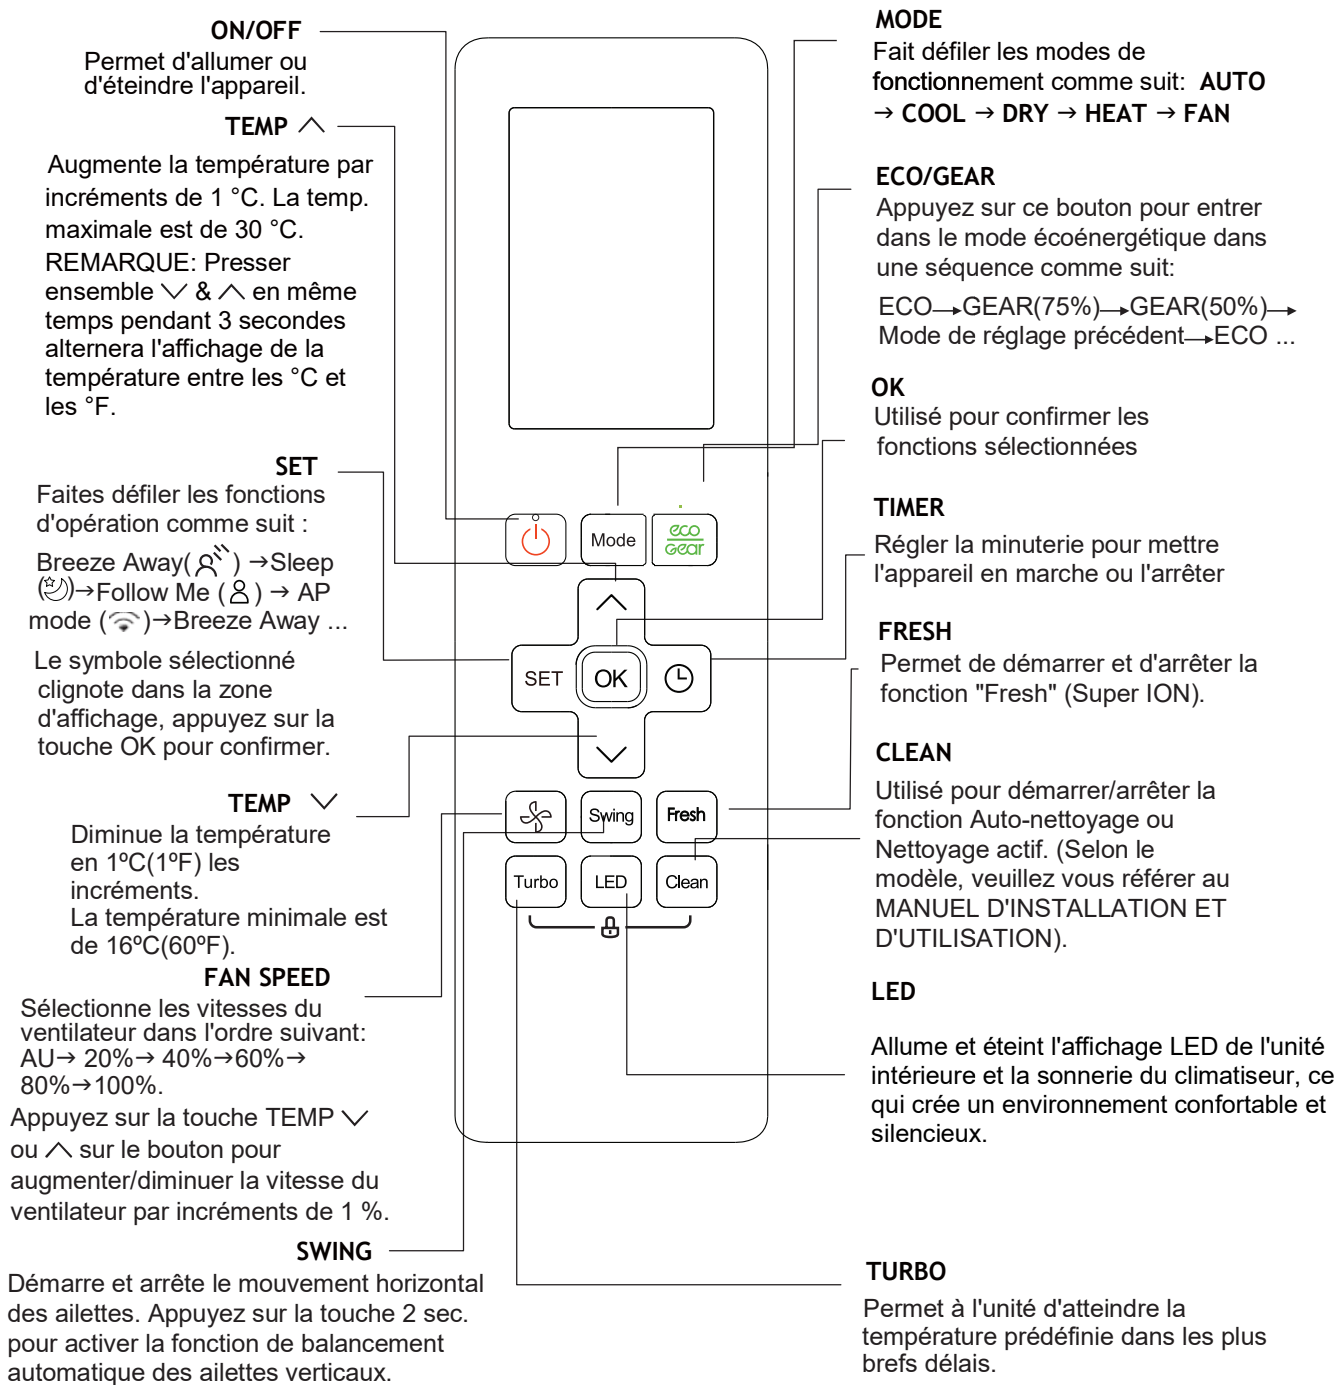 ON/OFF
Permet d'allumer ou
d'éteindre l'appareil.
TEMP ∧
Augmente la température par
incréments de 1 °C. La temp.
maximale est de 30 °C.
REMARQUE: Presser
ensemble ∨ & ∧ en même
temps pendant 3 secondes
alternera l'affichage de la
température entre les °C et
les °F.
SET
Faites défiler les fonctions
d'opération comme suit :
Breeze Away( ) →Sleep
( )→Follow Me ( ) → AP
mode ( )→Breeze Away ...
Le symbole sélectionné
clignote dans la zone
d'affichage, appuyez sur la
touche OK pour confirmer.
TEMP ∨
Diminue la température
en 1ºC(1ºF) les
incréments.
La température minimale est
de 16ºC(60ºF).
FAN SPEED
Sélectionne les vitesses du
ventilateur dans l'ordre suivant:
AU→ 20%→ 40%→60%→
80%→100%.
Appuyez sur la touche TEMP ∨
ou ∧ sur le bouton pour
augmenter/diminuer la vitesse du
ventilateur par incréments de 1 %.
SWING
Démarre et arrête le mouvement horizontal
des ailettes. Appuyez sur la touche 2 sec.
pour activer la fonction de balancement
automatique des ailettes verticaux.
Mode
eco
Gear
SET
OK
Swing
Fresh
Turbo
LED
Clean
MODE
Fait défiler les modes de
fonctionnement comme suit: AUTO
→ COOL → DRY → HEAT → FAN
ECO/GEAR
Appuyez sur ce bouton pour entrer
dans le mode écoénergétique dans
une séquence comme suit:
ECO→GEAR(75%)→GEAR(50%)→
Mode de réglage précédent→ECO ...
OK
Utilisé pour confirmer les
fonctions sélectionnées
TIMER
Régler la minuterie pour mettre
l'appareil en marche ou l'arrêter
FRESH
Permet de démarrer et d'arrêter la
fonction "Fresh" (Super ION).
CLEAN
Utilisé pour démarrer/arrêter la
fonction Auto-nettoyage ou
Nettoyage actif. (Selon le
modèle, veuillez vous référer au
MANUEL D'INSTALLATION ET
D'UTILISATION).
LED
Allume et éteint l'affichage LED de l'unité
intérieure et la sonnerie du climatiseur, ce
qui crée un environnement confortable et
silencieux.
TURBO
Permet à l'unité d'atteindre la
température prédéfinie dans les plus
brefs délais.